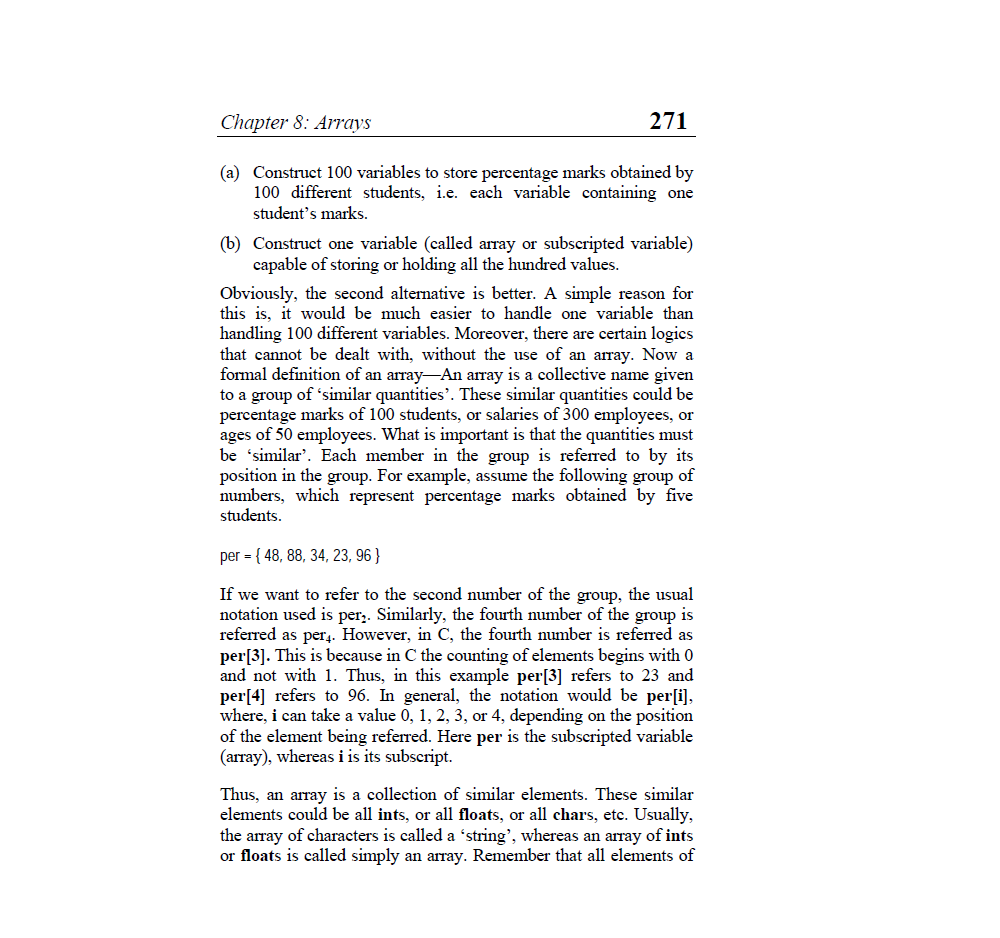 Chapter 8: Arrays 271
(a) Construct 100 variables to store percentage marks obtained by
100 different students, i.e. each variable containing one
student’s marks.
(b) Construct one variable (called array or subscripted variable)
capable of storing or holding all the hundred values.
Obviously, the second alternative is better. A simple reason for
this is, it would be much easier to handle one variable than
handling 100 different variables. Moreover, there are certain logics
that cannot be dealt with, without the use of an array. Now a
formal definition of an array—An array is a collective name given
to a group of ‘similar quantities’. These similar quantities could be
percentage marks of 100 students, or salaries of 300 employees, or
ages of 50 employees. What is important is that the quantities must
be ‘similar’. Each member in the group is referred to by its
position in the group. For example, assume the following group of
numbers, which represent percentage marks obtained by five
students.
per = { 48, 88, 34, 23, 96 }
If we want to refer to the second number of the group, the usual
notation used is per₂. Similarly, the fourth number of the group is
referred as per₄. However, in C, the fourth number is referred as
per[3]. This is because in C the counting of elements begins with 0
and not with 1. Thus, in this example per[3] refers to 23 and
per[4] refers to 96. In general, the notation would be per[i],
where, i can take a value 0, 1, 2, 3, or 4, depending on the position
of the element being referred. Here per is the subscripted variable
(array), whereas i is its subscript.
Thus, an array is a collection of similar elements. These similar
elements could be all ints, or all floats, or all chars, etc. Usually,
the array of characters is called a ‘string’, whereas an array of ints
or floats is called simply an array. Remember that all elements of